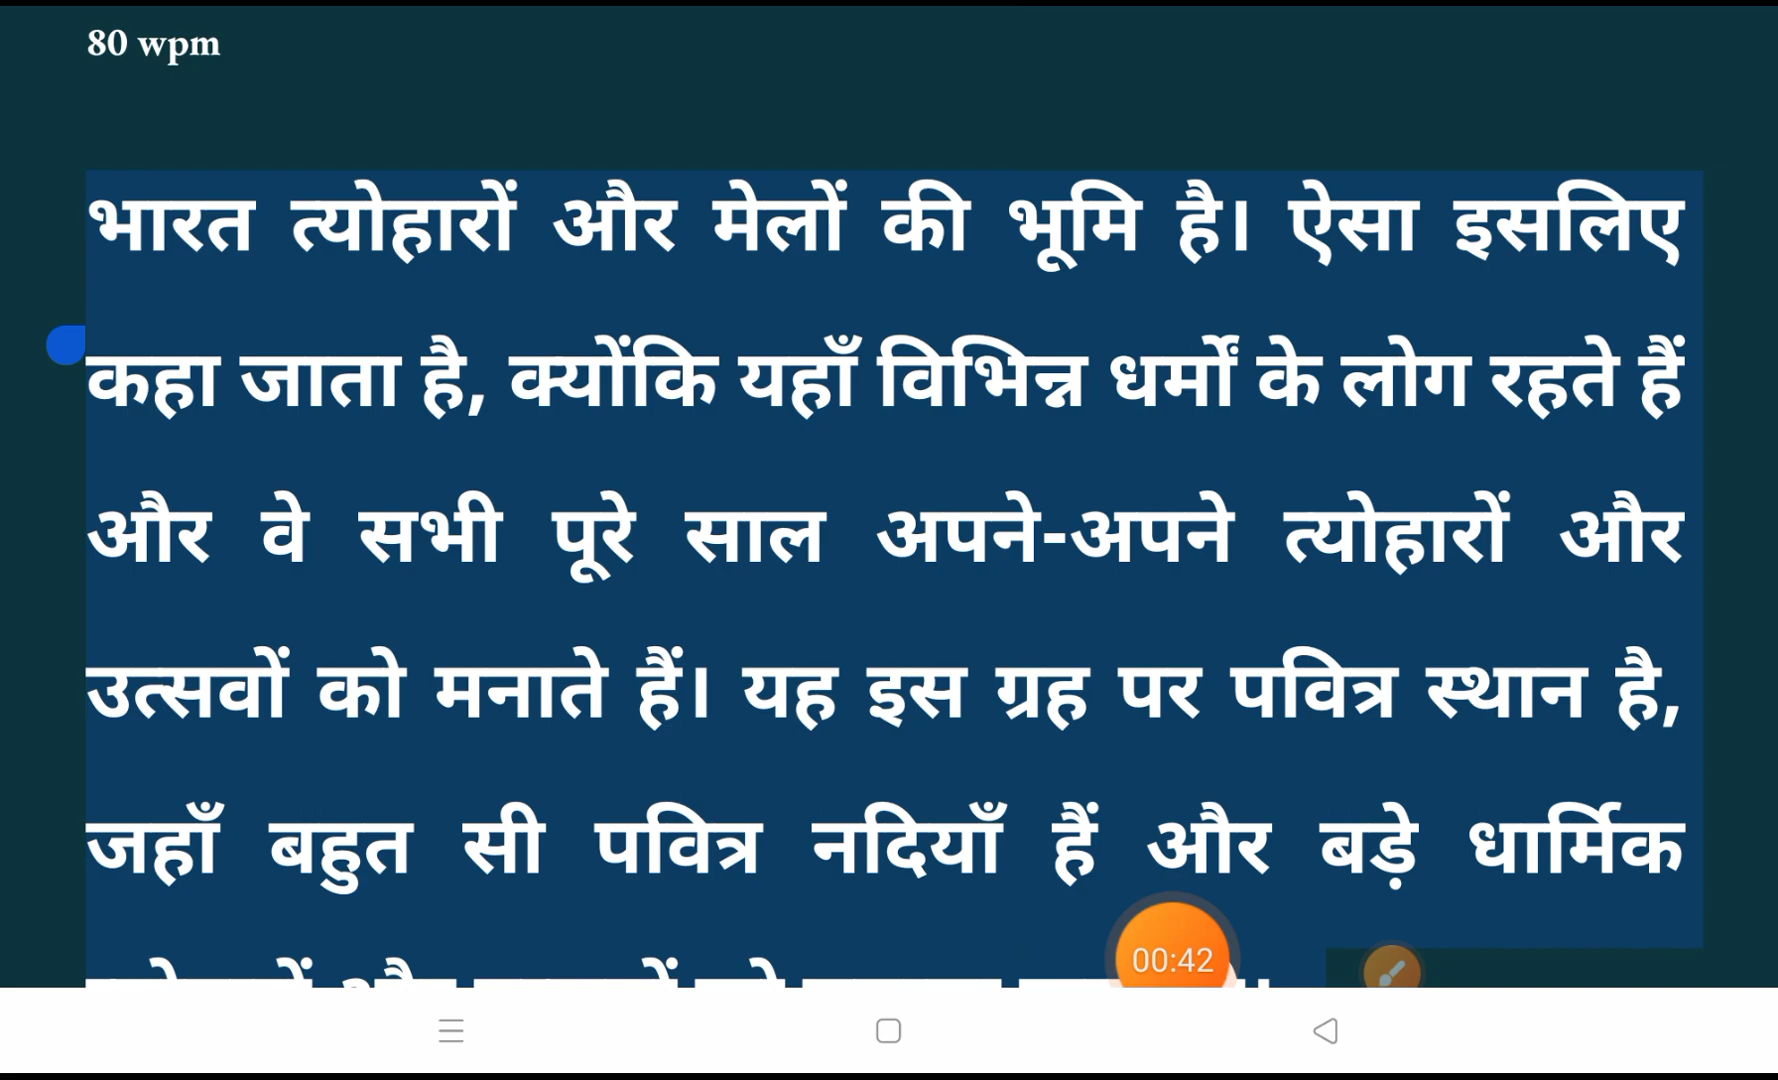 80 wpm
भारत त्योहारों और मेलों की भूमि है। ऐसा इसलिए
कहा जाता है, क्योंकि यहाँ विभिन्न धर्मों के लोग रहते हैं
और वे सभी पूरे साल अपने-अपने त्योहारों और
उत्सवों को मनाते हैं। यह इस ग्रह पर पवित्र स्थान है,
जहाँ बहुत सी पवित्र नदियाँ हैं और बड़े धार्मिक
00:42